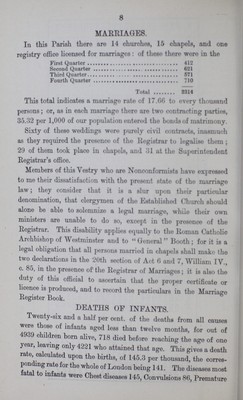 8
MARRIAGES.
In this Parish there are 14 churches, 15 chapels, and one
registry office licensed for marriages: of these there were in the
First Quarter ........ 412
Second Quarter ........ 621
Third Quarter ........ 571
Fourth Quarter ........ 710
Total ........ 2314
This total indicates a marriage rate of 17.66 to every thousand
persons; or, as in each marriage there are two contracting parties,
35.32 per 1,000 of our population entered the bonds of matrimony.
Sixty of these weddings were purely civil contracts, inasmuch
as they required the presence of the Registrar to legalise them;
29 of them took place in chapels, and 31 at the Superintendent
Registrar's office.
Members of this Vestry who are Nonconformists have expressed
to me their dissatisfaction with the present state of the marriage
law; they consider that it is a slur upon their particular
denomination, that clergymen of the Established Church should
alone be able to solemnise a legal marriage, while their own
ministers are unable to do so, except in the presence of the
Registrar. This disability applies equally to the Roman Catholic
Archbishop of Westminster and to "General" Booth; for it is a
legal obligation that all persons married in chapels shall make the
two declarations in the 20th section of Act 6 and 7, William IV.,
c. 85, in the presence of the Registrar of Marriages; it is also the
duty of this official to ascertain that the proper certificate or
licence is produced, and to record the particulars in the Marriage
Register Book.
DEATHS OF INFANTS.
Twenty-six and a half per cent. of the deaths from all causes
were those of infants aged less than twelve months, for out of
4939 children born alive, 718 died before reaching the age of one
year, leaving only 4221 who attained that age. This gives a death
rate, calculated upon the births, of 145.3 per thousand, the corres-
ponding rate for the whole of London being 141. The diseases most
fatal to infants were Chest diseases 145, Convulsions 86, Premature